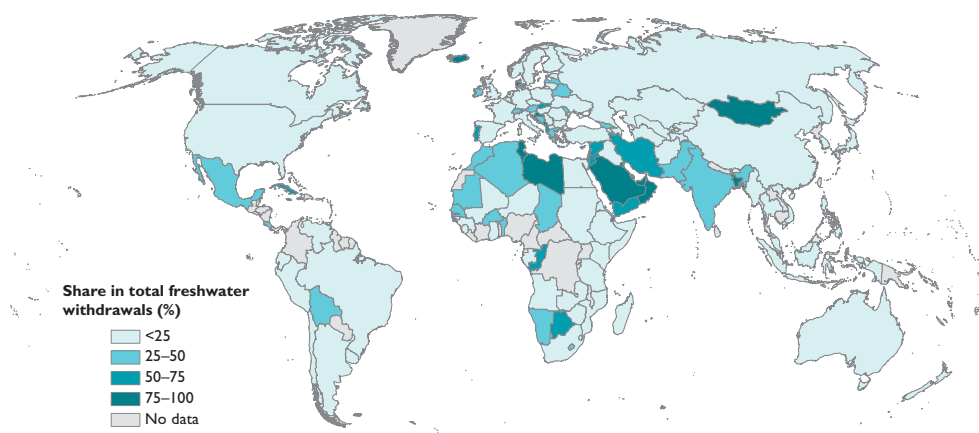 Share in total freshwater
withdrawals (%)
<25
25–50
50–75
75–100
No data